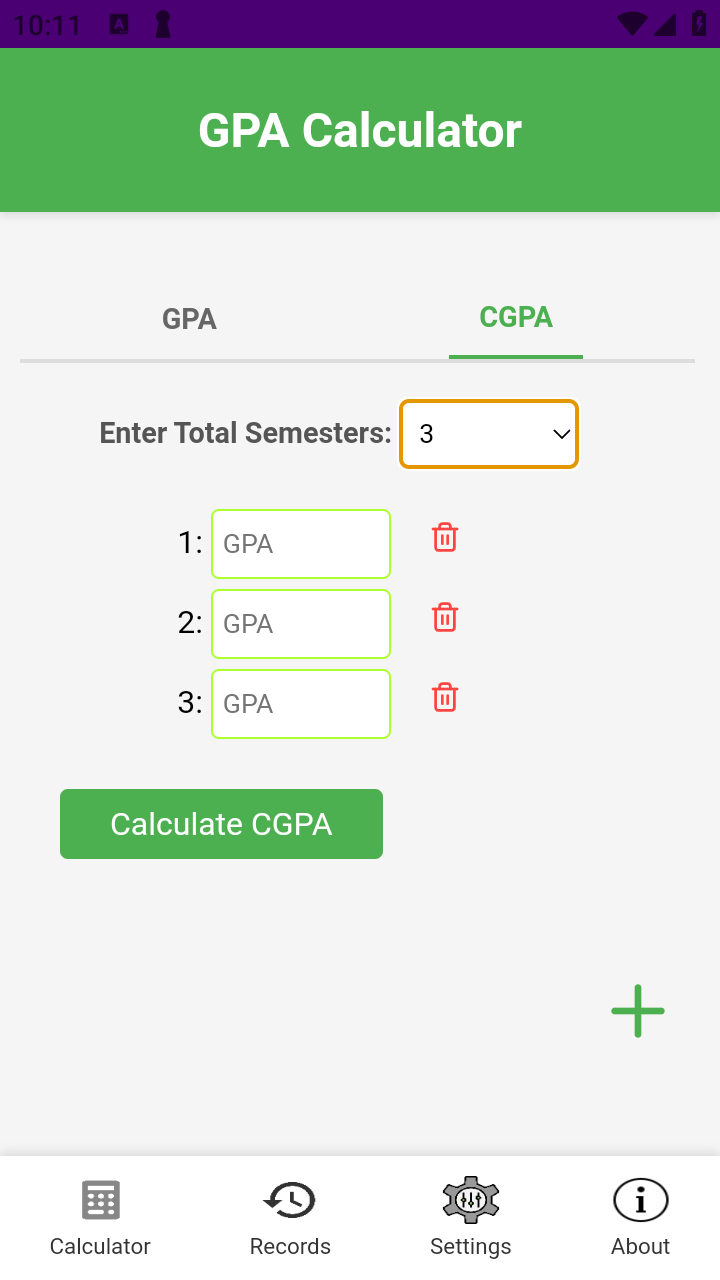 10:11
GPA Calculator
GPA CGPA
Enter Total Semesters: 3
1: GPA
2: GPA
3: GPA
Calculate CGPA
Calculator Records Settings About